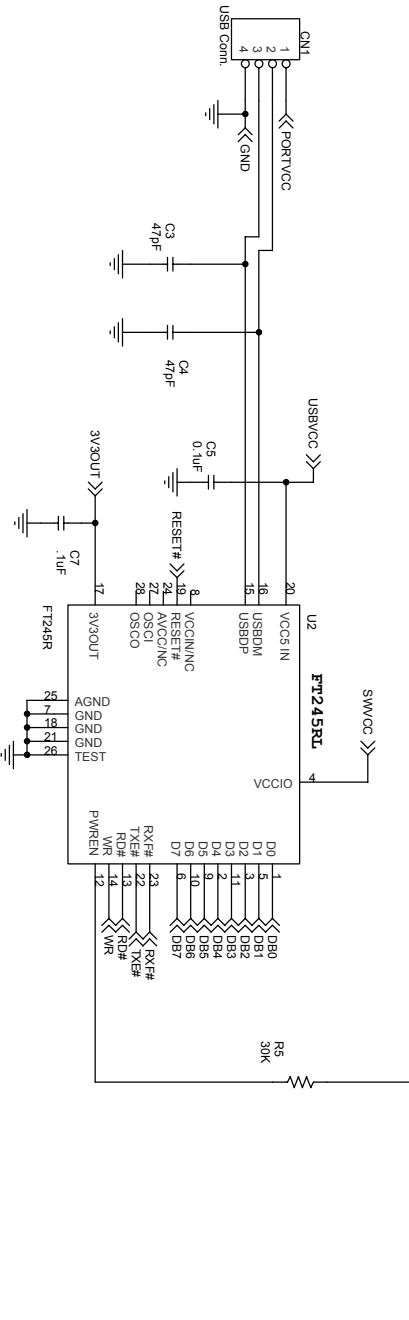 CN1
1
2
3
4
USB Conn.
PORTVCC
GND
C3
47pF
C4
47pF
USBVCC
C5
0.1uF
3V3OUT
C7
.1uF
RESET#
SWVCC
U2
FT245RL
FT245R
20
VCC5 IN
16
USBDM
15
USBDP
8
VCCIN/NC
19
RESET#
24
AVCC/NC
27
OSCI
28
OSCO
17
3V3OUT
25
AGND
7
GND
18
GND
21
GND
26
TEST
VCCIO
4
D0
1
DB0
D1
5
DB1
D2
3
DB2
D3
11
DB3
D4
2
DB4
D5
9
DB5
D6
10
DB6
D7
6
DB7
RXF#
23
RXF#
TXE#
22
TXE#
RD#
13
RD#
WR
14
WR
PWREN
12
R5
30K